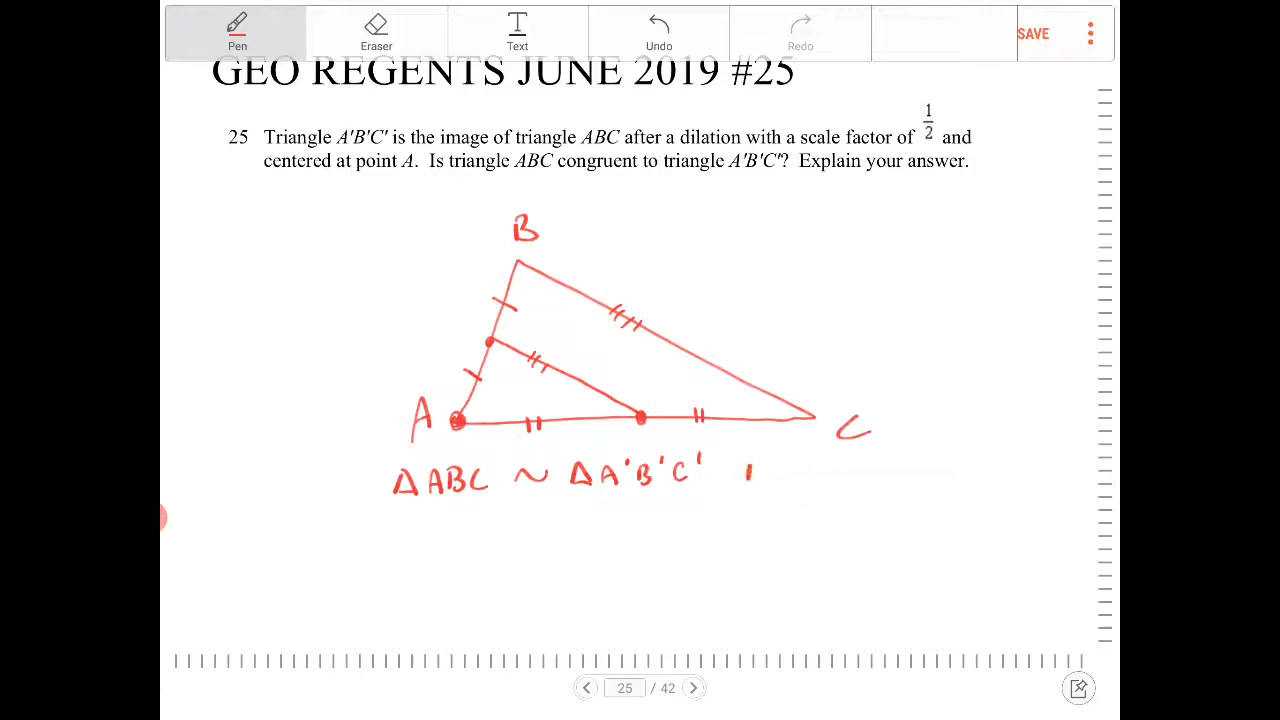 Pen Eraser Text Undo Redo SAVE
GEO REGENTS JUNE 2019 #25
25 Triangle A'B'C' is the image of triangle ABC after a dilation with a scale factor of 1/2 and
centered at point A. Is triangle ABC congruent to triangle A'B'C'? Explain your answer.
B
A
C
Δ ABC ~ Δ A'B'C'
25 / 42